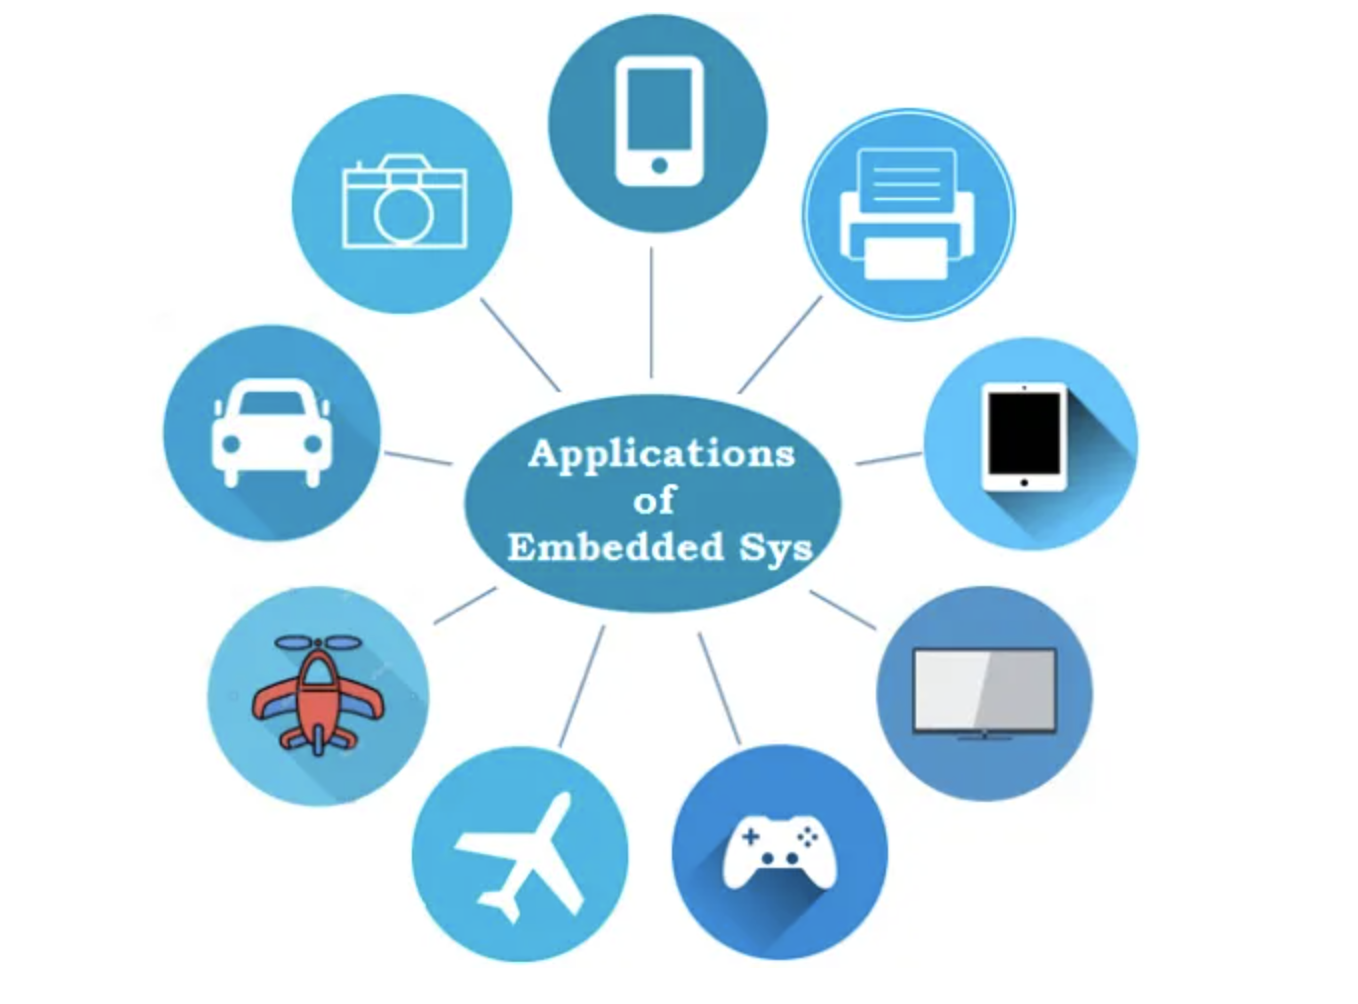 Applications
of
Embedded Sys